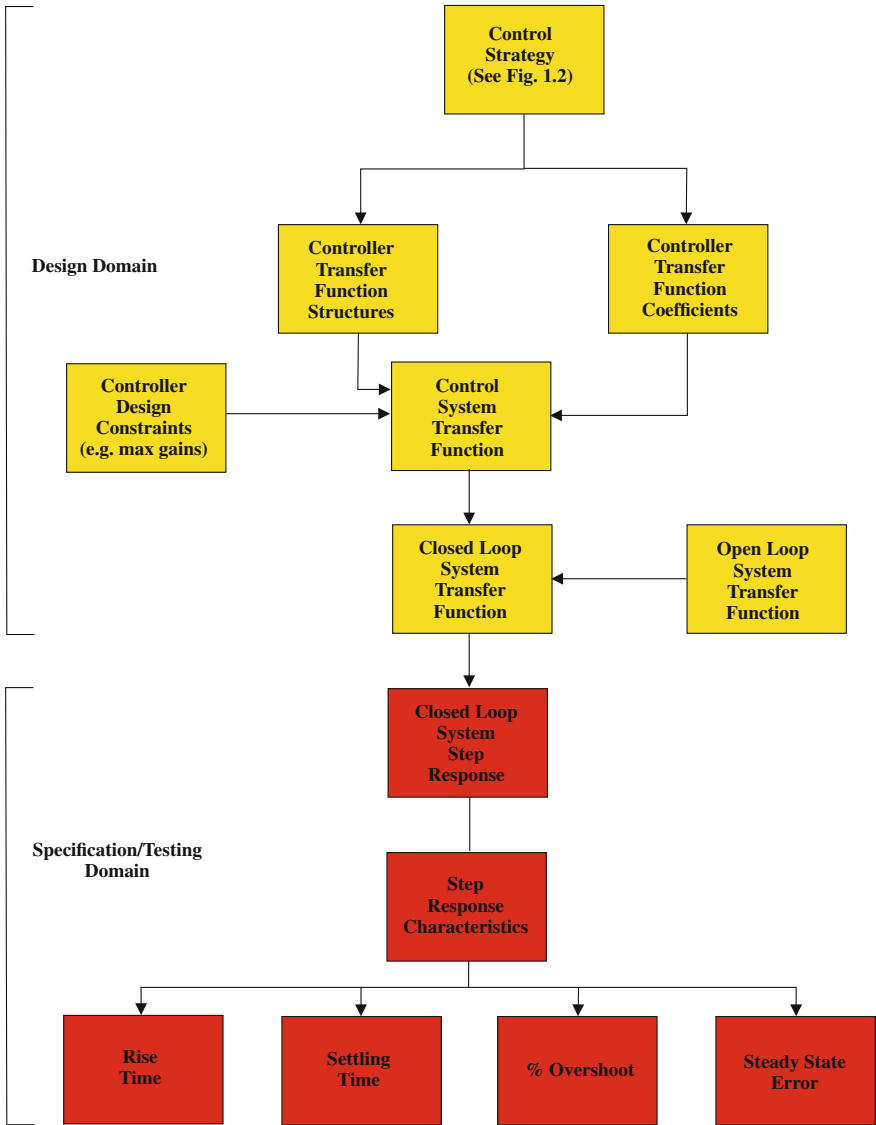 Control
Strategy
(See Fig. 1.2)
Design Domain
Controller
Transfer
Function
Structures
Controller
Transfer
Function
Coefficients
Controller
Design
Constraints
(e.g. max gains)
Control
System
Transfer
Function
Closed Loop
System
Transfer
Function
Open Loop
System
Transfer
Function
Closed Loop
System
Step
Response
Specification/Testing
Domain
Step
Response
Characteristics
Rise
Time
Settling
Time
% Overshoot
Steady State
Error